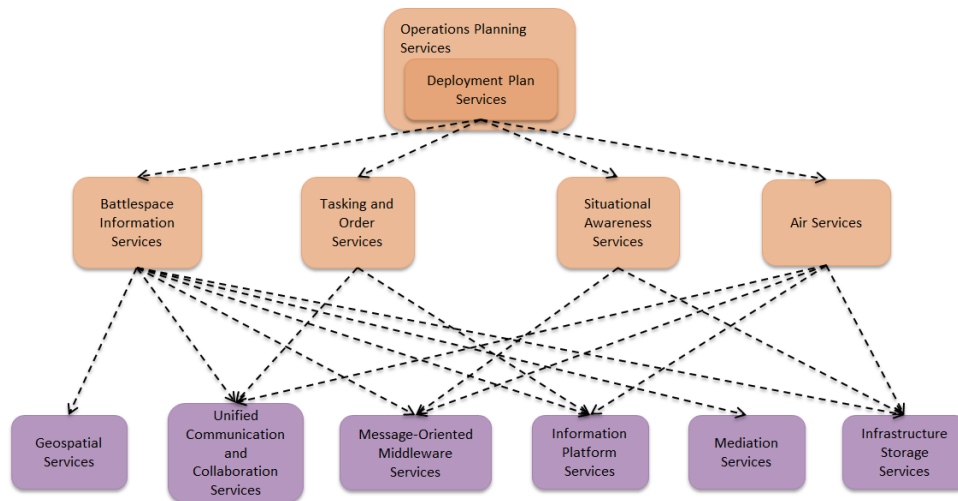 Operations Planning
Services
Deployment Plan
Services
Battlespace
Information
Services
Tasking and
Order
Services
Situational
Awareness
Services
Air Services
Geospatial
Services
Unified
Communication
and
Collaboration
Services
Message-Oriented
Middleware
Services
Information
Platform
Services
Mediation
Services
Infrastructure
Storage
Services